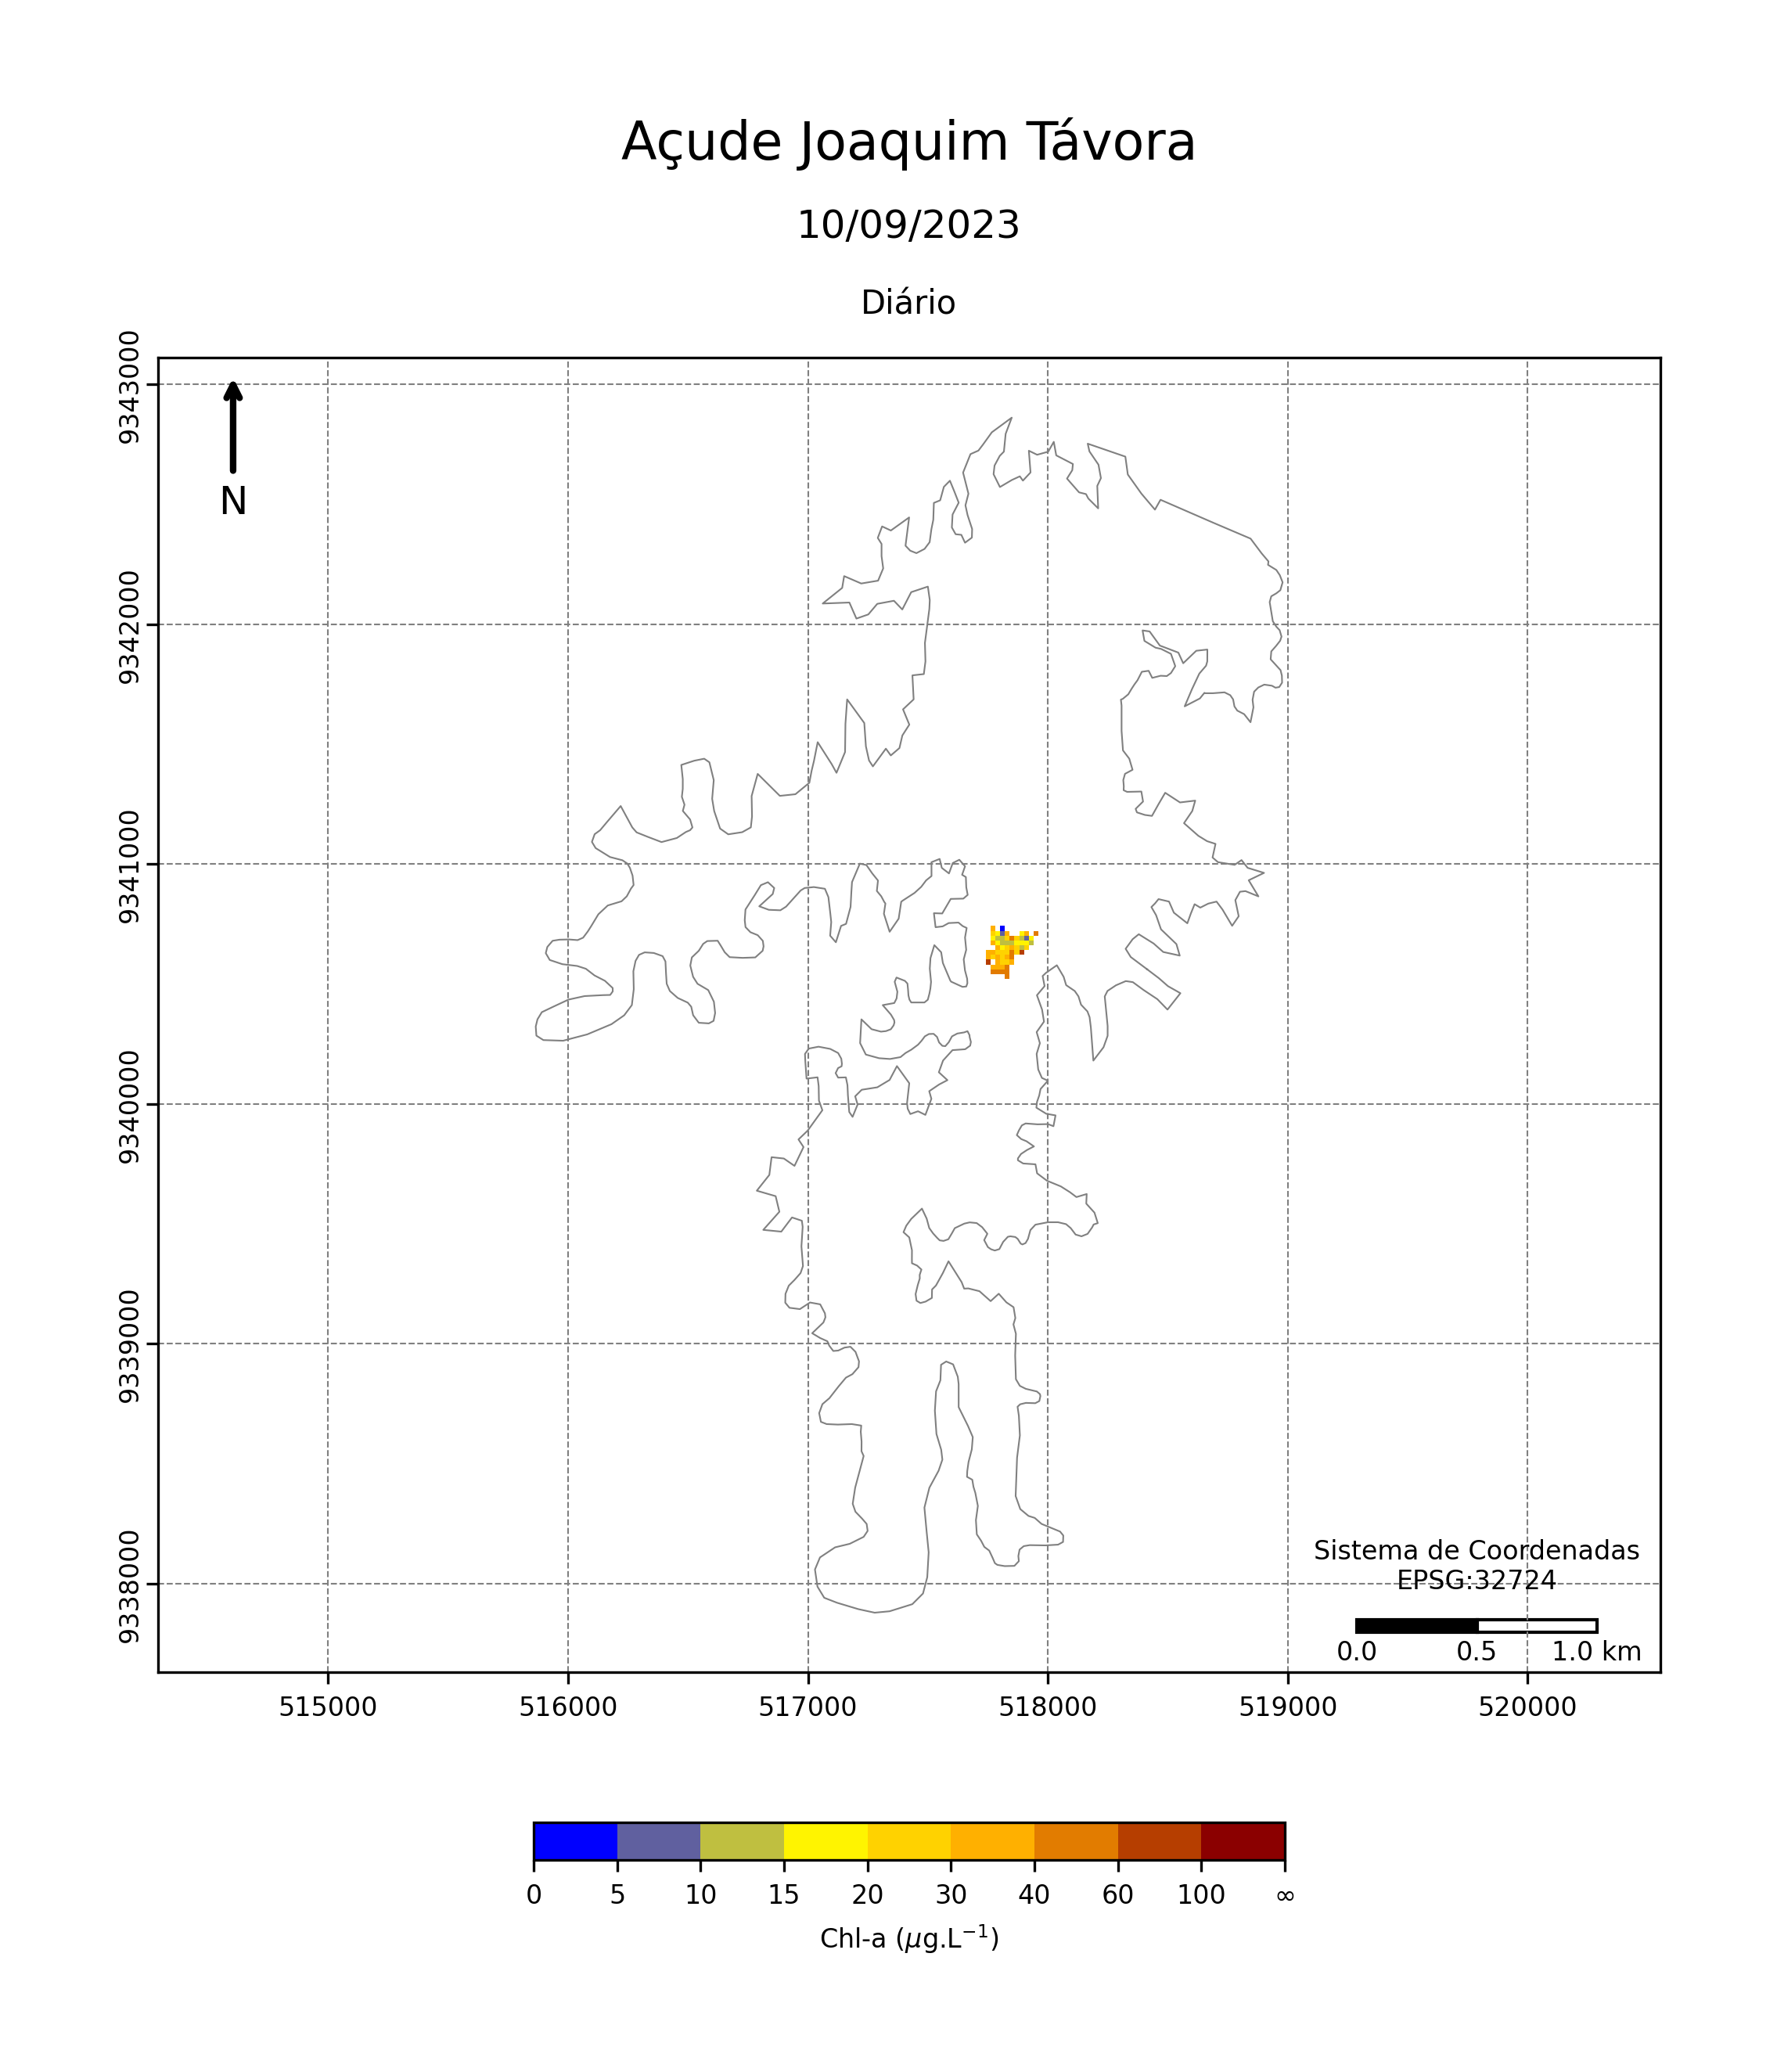 Açude Joaquim Távora
10/09/2023
Diário
9343000
9342000
9341000
9340000
9339000
9338000
N
Sistema de Coordenadas
EPSG:32724
0.0 0.5 1.0 km
515000 516000 517000 518000 519000 520000
0 5 10 15 20 30 40 60 100 ∞
Chl-a (μg.L⁻¹)